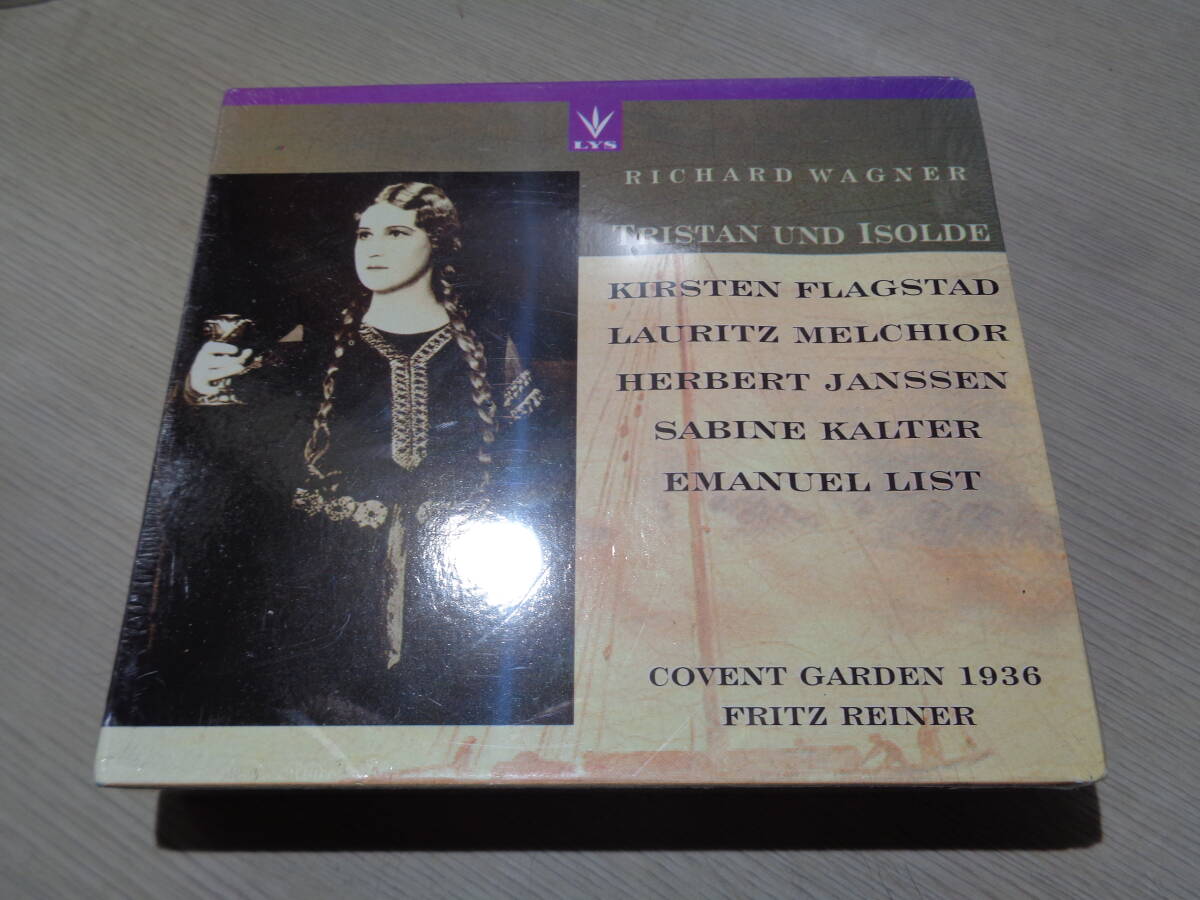 LYS
RICHARD WAGNER
TRISTAN UND ISOLDE
KIRSTEN FLAGSTAD
LAURITZ MELCHIOR
HERBERT JANSSEN
SABINE KALTER
EMANUEL LIST
COVENT GARDEN 1936
FRITZ REINER